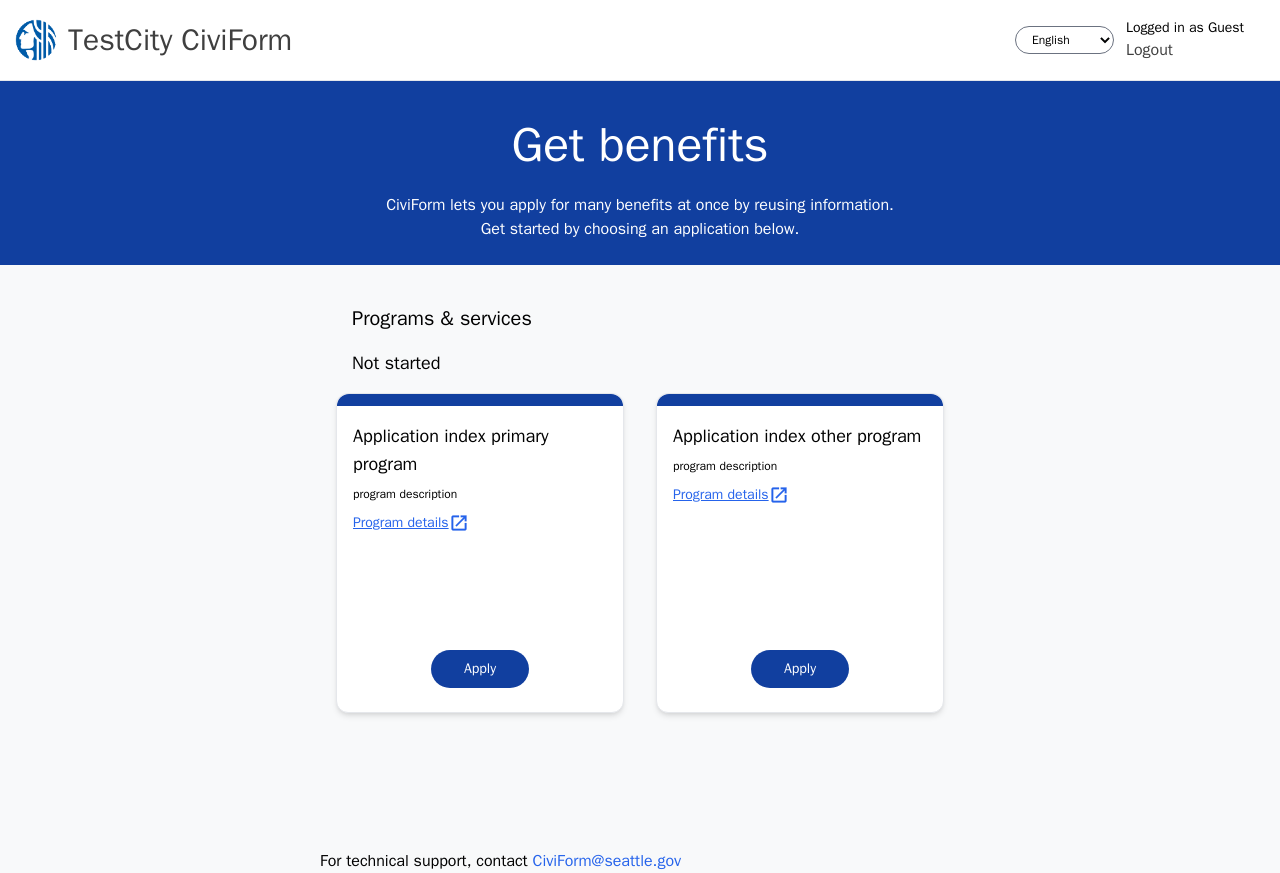 TestCity CiviForm
English
Logged in as Guest
Logout
Get benefits
CiviForm lets you apply for many benefits at once by reusing information.
Get started by choosing an application below.
Programs & services
Not started
Application index primary
program
program description
Program details
Apply
Application index other program
program description
Program details
Apply
For technical support, contact CiviForm@seattle.gov